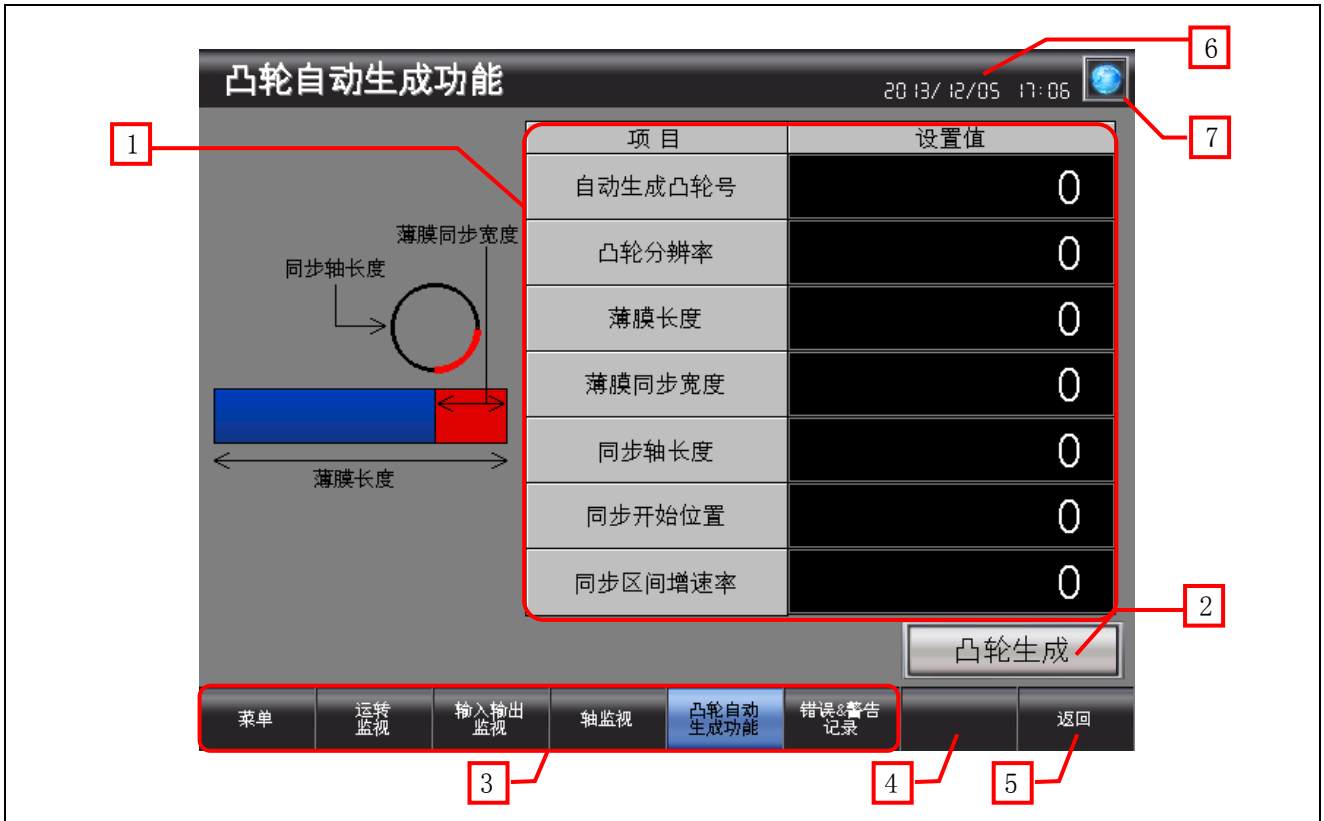 6
凸轮自动生成功能
2013/12/05 17:06
7
1
项 目 设置值
自动生成凸轮号 0
薄膜同步宽度
凸轮分辨率 0
同步轴长度
薄膜长度 0
薄膜同步宽度 0
同步轴长度 0
薄膜长度
同步开始位置 0
同步区间增速率 0
2
凸轮生成
菜单
运转
监视
输入输出
监视
轴监视
凸轮自动
生成功能
错误&警告
记录
返回
3
4
5